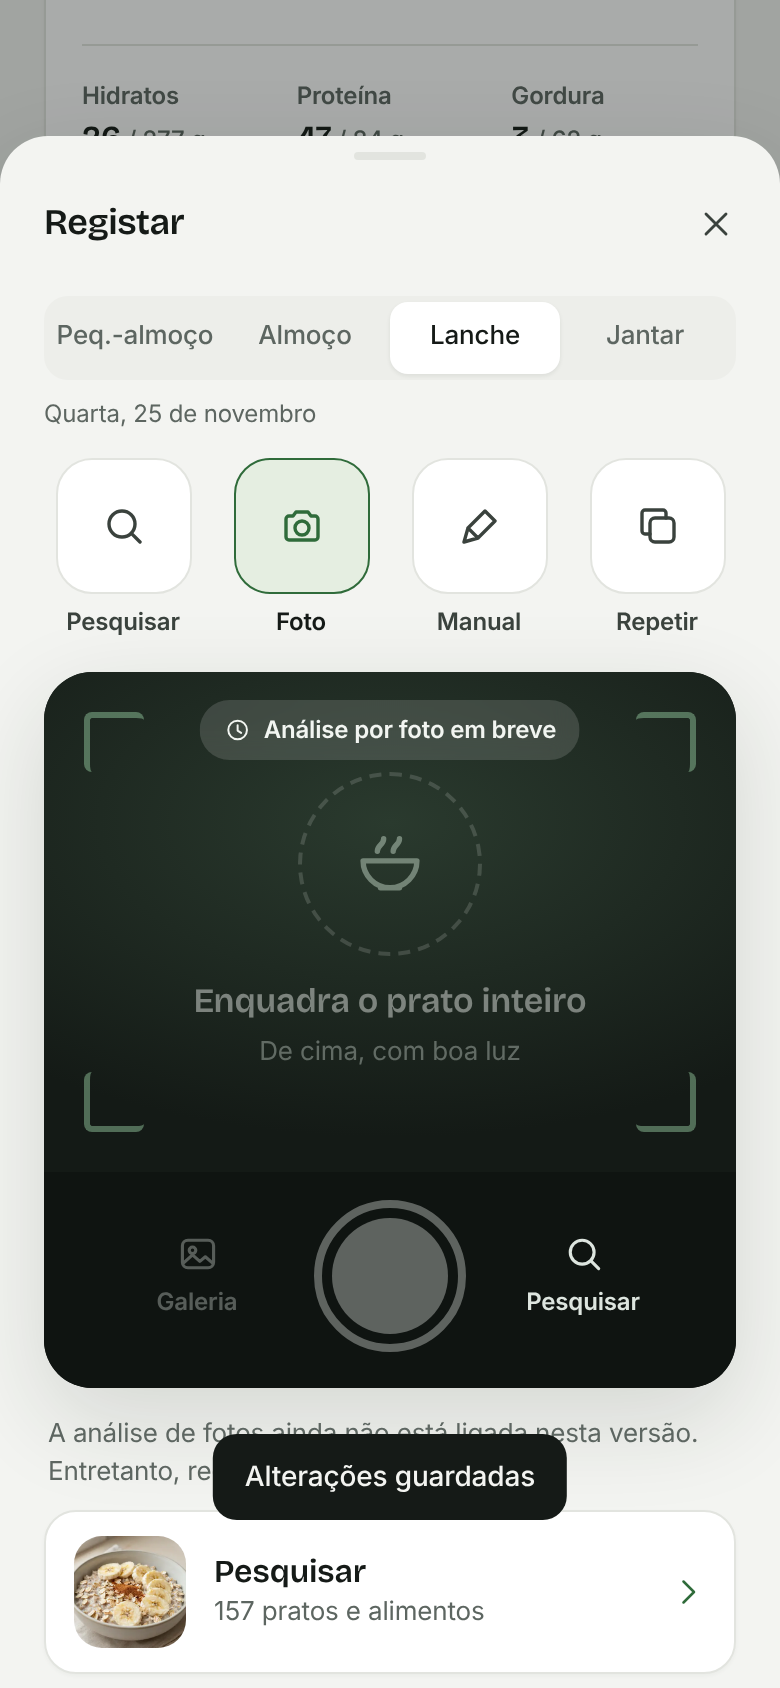 Hidratos Proteína Gordura
Registar
Peq.-almoço Almoço Lanche Jantar
Quarta, 25 de novembro
Pesquisar Foto Manual Repetir
Análise por foto em breve
Enquadra o prato inteiro
De cima, com boa luz
Galeria Pesquisar
A análise de fotos ainda não está ligada nesta versão.
Entretanto,
Alterações guardadas
Pesquisar
157 pratos e alimentos